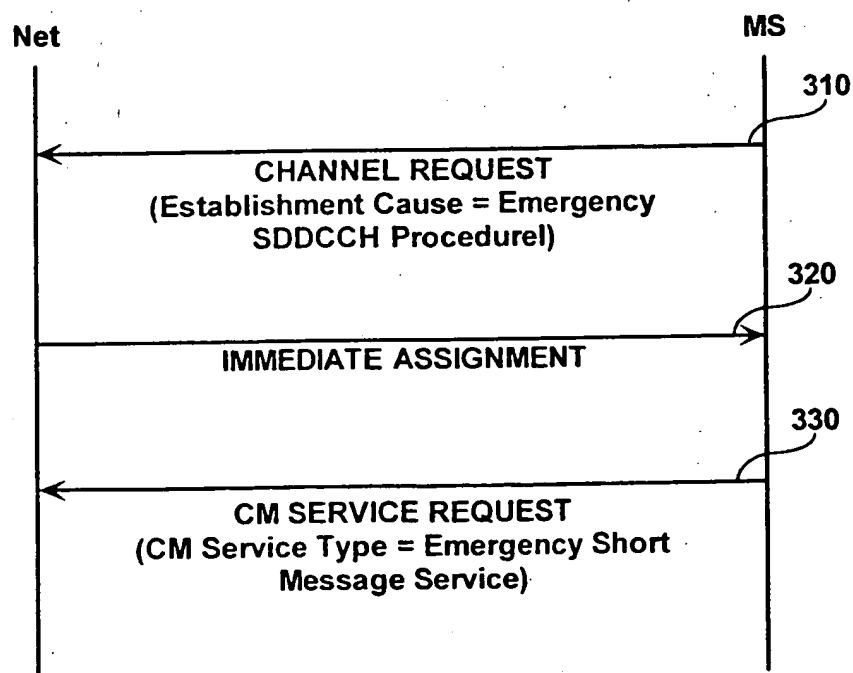 Net
MS
310
CHANNEL REQUEST
(Establishment Cause = Emergency
SDDCCH Procedurel)
320
IMMEDIATE ASSIGNMENT
330
CM SERVICE REQUEST
(CM Service Type = Emergency Short
Message Service)